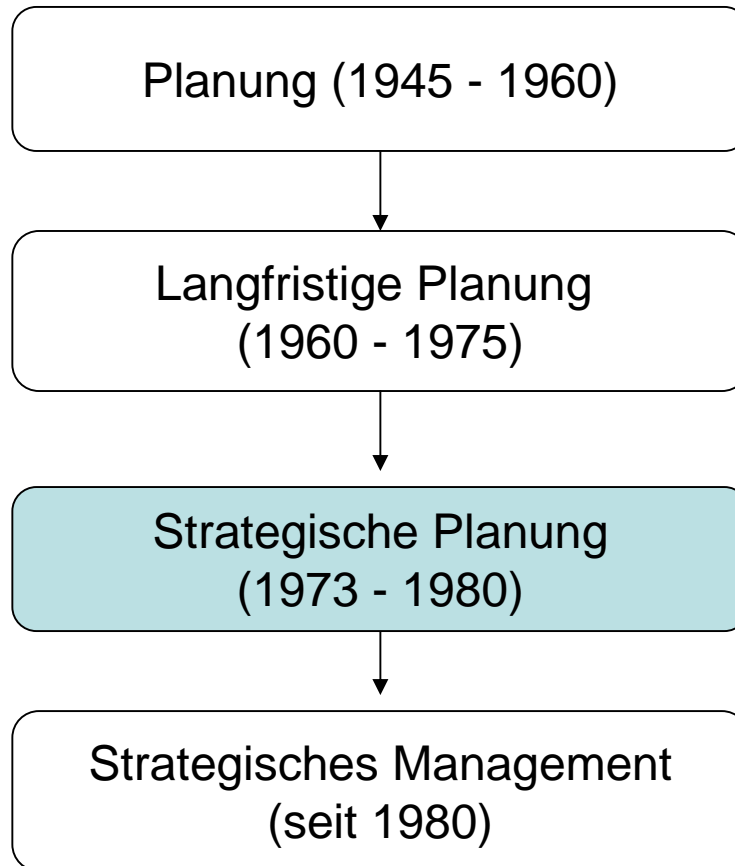 Planung (1945 - 1960)
Langfristige Planung
(1960 - 1975)
Strategische Planung
(1973 - 1980)
Strategisches Management
(seit 1980)